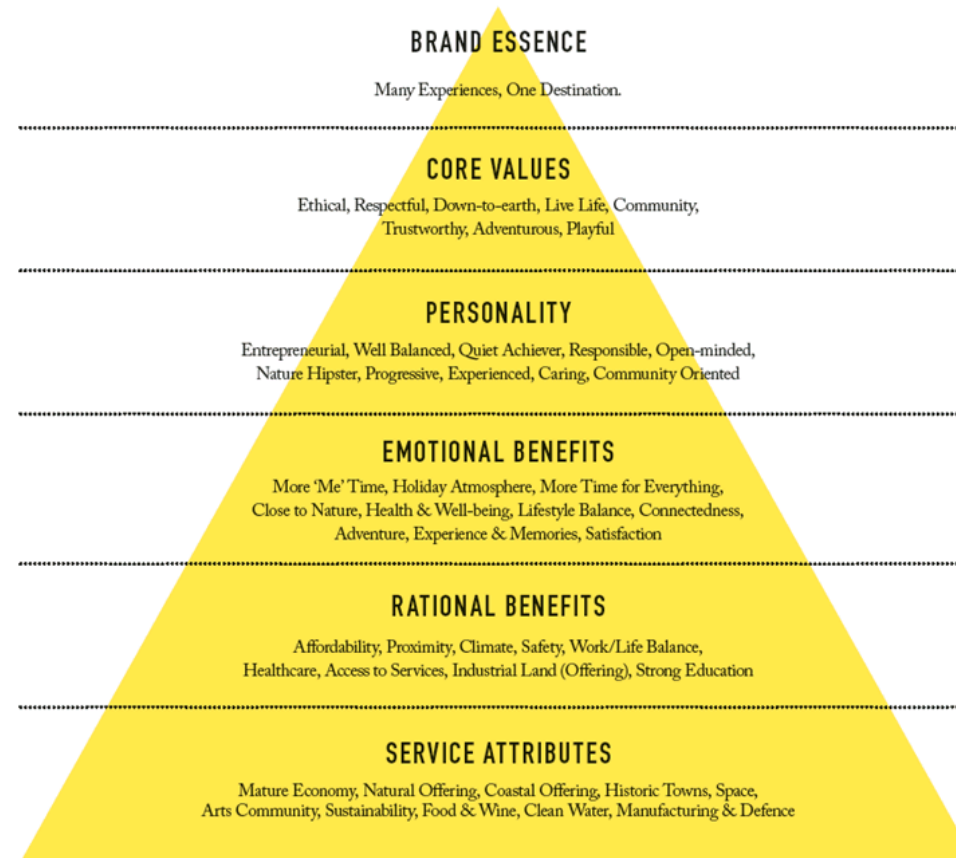 BRAND ESSENCE
Many Experiences, One Destination.
CORE VALUES
Ethical, Respectful, Down-to-earth, Live Life, Community,
Trustworthy, Adventurous, Playful
PERSONALITY
Entrepreneurial, Well Balanced, Quiet Achiever, Responsible, Open-minded,
Nature Hipster, Progressive, Experienced, Caring, Community Oriented
EMOTIONAL BENEFITS
More ‘Me’ Time, Holiday Atmosphere, More Time for Everything,
Close to Nature, Health & Well-being, Lifestyle Balance, Connectedness,
Adventure, Experience & Memories, Satisfaction
RATIONAL BENEFITS
Affordability, Proximity, Climate, Safety, Work/Life Balance,
Healthcare, Access to Services, Industrial Land (Offering), Strong Education
SERVICE ATTRIBUTES
Mature Economy, Natural Offering, Coastal Offering, Historic Towns, Space,
Arts Community, Sustainability, Food & Wine, Clean Water, Manufacturing & Defence